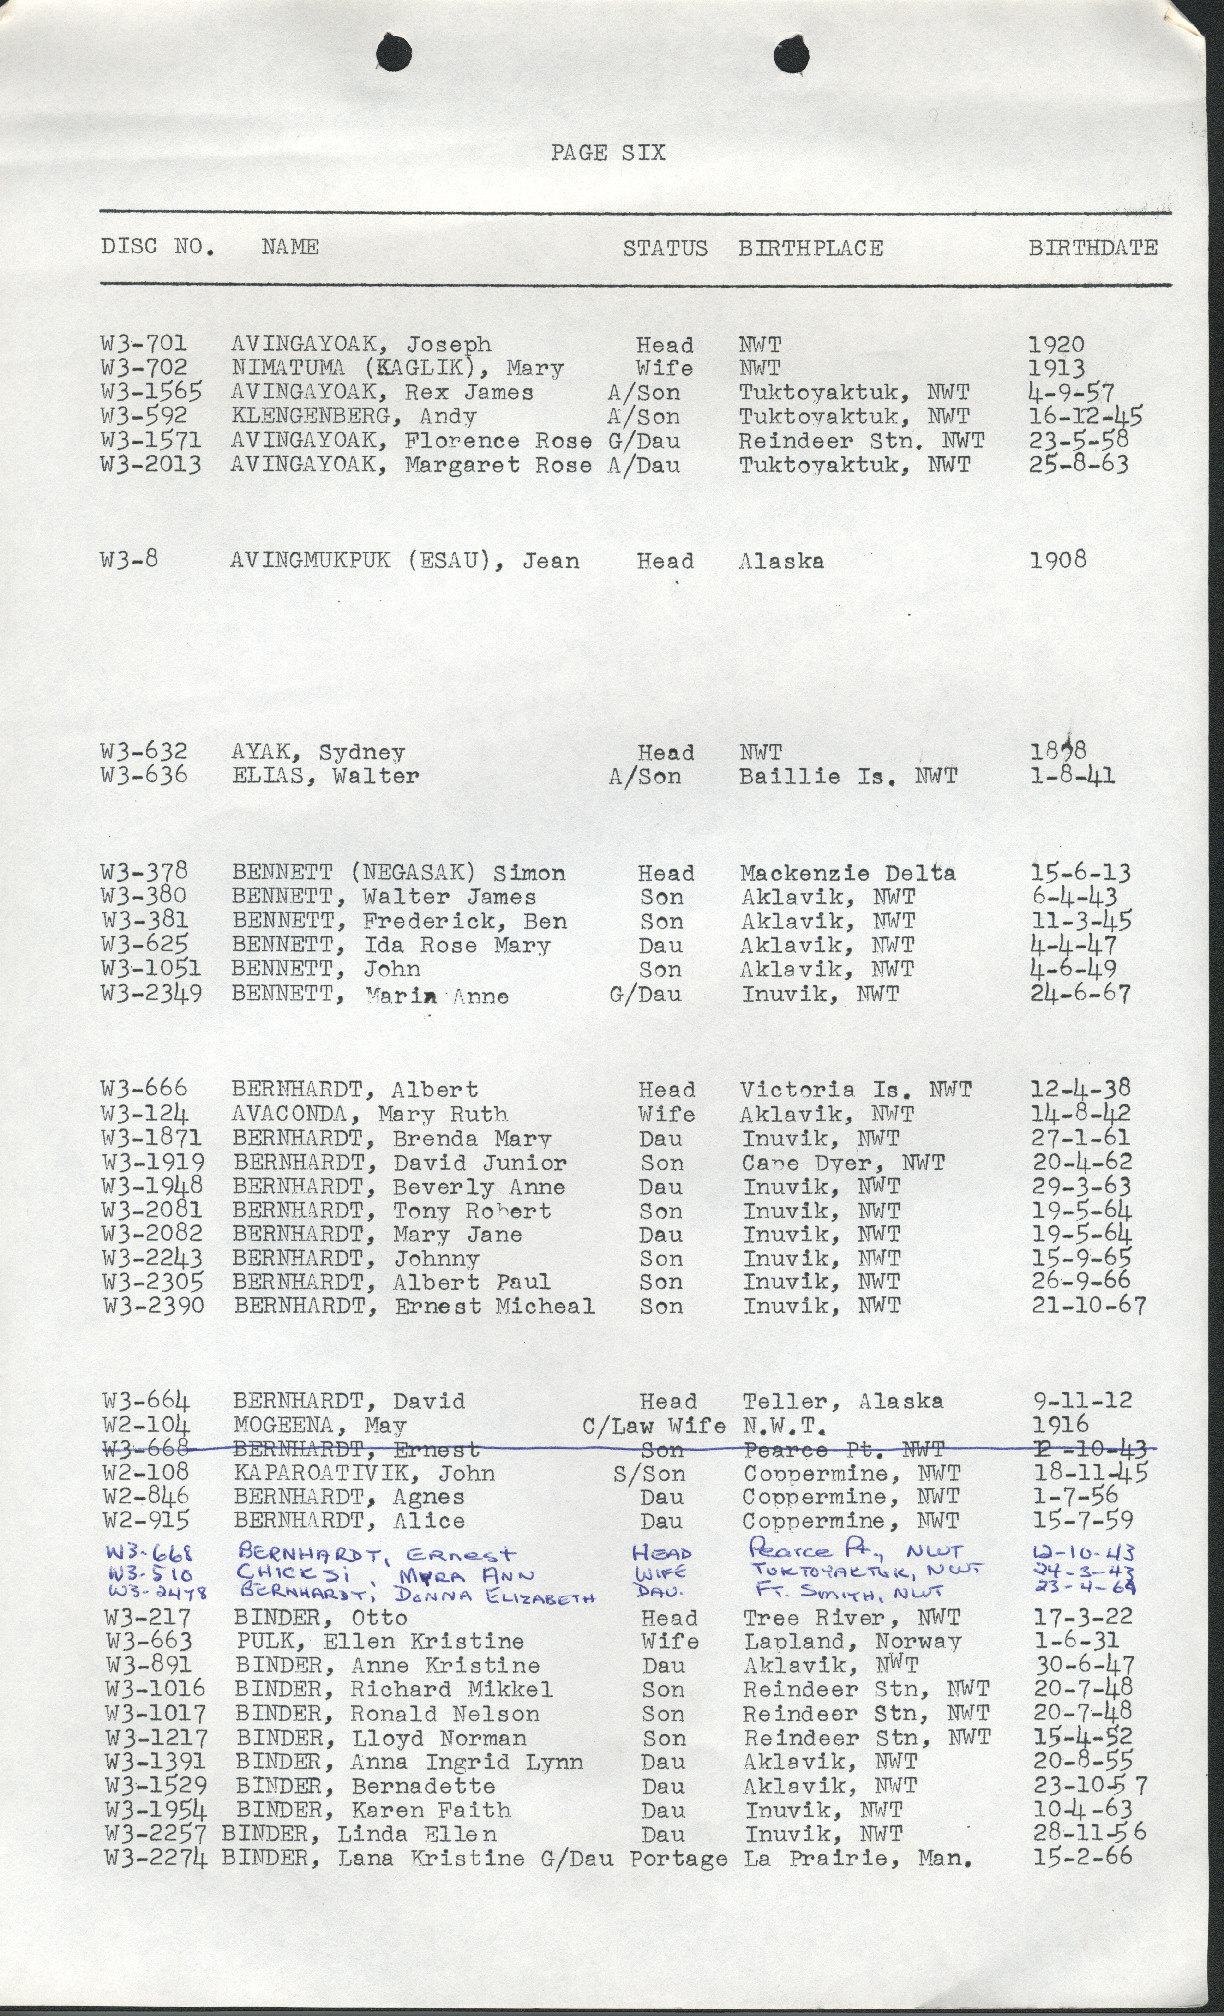 PAGE SIX
DISC NO. NAME STATUS BIRTHPLACE BIRTHDATE
W3-701 AVINGAYOAK, Joseph Head NWT 1920
W3-702 NIMATUMA (KAGLIK), Mary Wife NWT 1913
W3-1565 AVINGAYOAK, Rex James A/Son Tuktoyaktuk, NWT 4-9-57
W3-592 KLENGENBERG, Andy A/Son Tuktoyaktuk, NWT 16-12-45
W3-1571 AVINGAYOAK, Florence Rose G/Dau Reindeer Stn. NWT 23-5-58
W3-2013 AVINGAYOAK, Margaret Rose A/Dau Tuktoyaktuk, NWT 25-8-63
W3-8 AVINGMUKPUK (ESAU), Jean Head Alaska 1908
W3-632 AYAK, Sydney Head NWT
W3-636 ELIAS, Walter A/Son Baillie Is. NWT 1-8-41
W3-378 BENNETT (NEGASAK) Simon Head Mackenzie Delta 15-6-13
W3-380 BENNETT, Walter James Son Aklavik, NWT 6-4-43
W3-381 BENNETT, Frederick, Ben Son Aklavik, NWT 11-3-45
W3-625 BENNETT, Ida Rose Mary Dau Aklavik, NWT 4-4-47
W3-1051 BENNETT, John Son Aklavik, NWT 4-6-49
W3-2349 BENNETT, Maria Anne G/Dau Inuvik, NWT 24-6-67
W3-666 BERNHARDT, Albert Head Victoria Is. NWT 12-4-38
W3-124 AVACONDA, Mary Ruth Wife Aklavik, NWT 14-8-42
W3-1871 BERNHARDT, Brenda Mary Dau Inuvik, NWT 27-1-61
W3-1919 BERNHARDT, David Junior Son Cape Dyer, NWT 20-4-62
W3-1948 BERNHARDT, Beverly Anne Dau Inuvik, NWT 29-3-63
W3-2081 BERNHARDT, Tony Robert Son Inuvik, NWT 19-5-64
W3-2082 BERNHARDT, Mary Jane Dau Inuvik, NWT 19-5-64
W3-2243 BERNHARDT, Johnny Son Inuvik, NWT 15-9-65
W3-2305 BERNHARDT, Albert Paul Son Inuvik, NWT 26-9-66
W3-2390 BERNHARDT, Ernest Micheal Son Inuvik, NWT 21-10-67
W3-664 BERNHARDT, David Head Teller, Alaska 9-11-12
W2-104 MOGEENA, May C/Law Wife N.W.T. 1916
W3-668 BERNHARDT, Ernest Son Pearce Pt. NWT 12-10-43
W2-108 KAPAROATIVIK, John S/Son Coppermine, NWT 18-11-45
W2-846 BERNHARDT, Agnes Dau Coppermine, NWT 1-7-56
W2-915 BERNHARDT, Alice Dau Coppermine, NWT 15-7-59
W3-668 BERNHARDT, Ernest HEAD Pearce Pt., NWT 12-10-43
W3-510 CHICKSI, MYRA ANN WIFE TUKTOYAKTUK, NWT 24-3-43
W3-2478 BERNHARDT, DONNA ELIZABETH DAU. FT. SMITH, NWT 23-4-69
W3-217 BINDER, Otto Head Tree River, NWT 17-3-22
W3-663 PULK, Ellen Kristine Wife Lapland, Norway 1-6-31
W3-891 BINDER, Anne Kristine Dau Aklavik, NWT 30-6-47
W3-1016 BINDER, Richard Mikkel Son Reindeer Stn, NWT 20-7-48
W3-1017 BINDER, Ronald Nelson Son Reindeer Stn, NWT 20-7-48
W3-1217 BINDER, Lloyd Norman Son Reindeer Stn, NWT 15-4-52
W3-1391 BINDER, Anna Ingrid Lynn Dau Aklavik, NWT 20-8-55
W3-1529 BINDER, Bernadette Dau Aklavik, NWT 23-10-57
W3-1954 BINDER, Karen Faith Dau Inuvik, NWT 10-4-63
W3-2257 BINDER, Linda Ellen Dau Inuvik, NWT 28-11-56
W3-2274 BINDER, Lana Kristine G/Dau Portage La Prairie, Man. 15-2-66